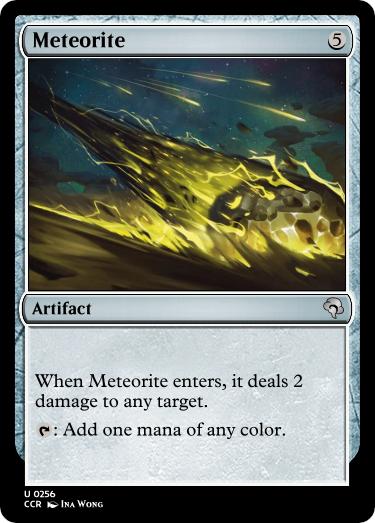 Meteorite 5
Artifact
When Meteorite enters, it deals 2
damage to any target.
: Add one mana of any color.
U 0256
CCR Ina Wong